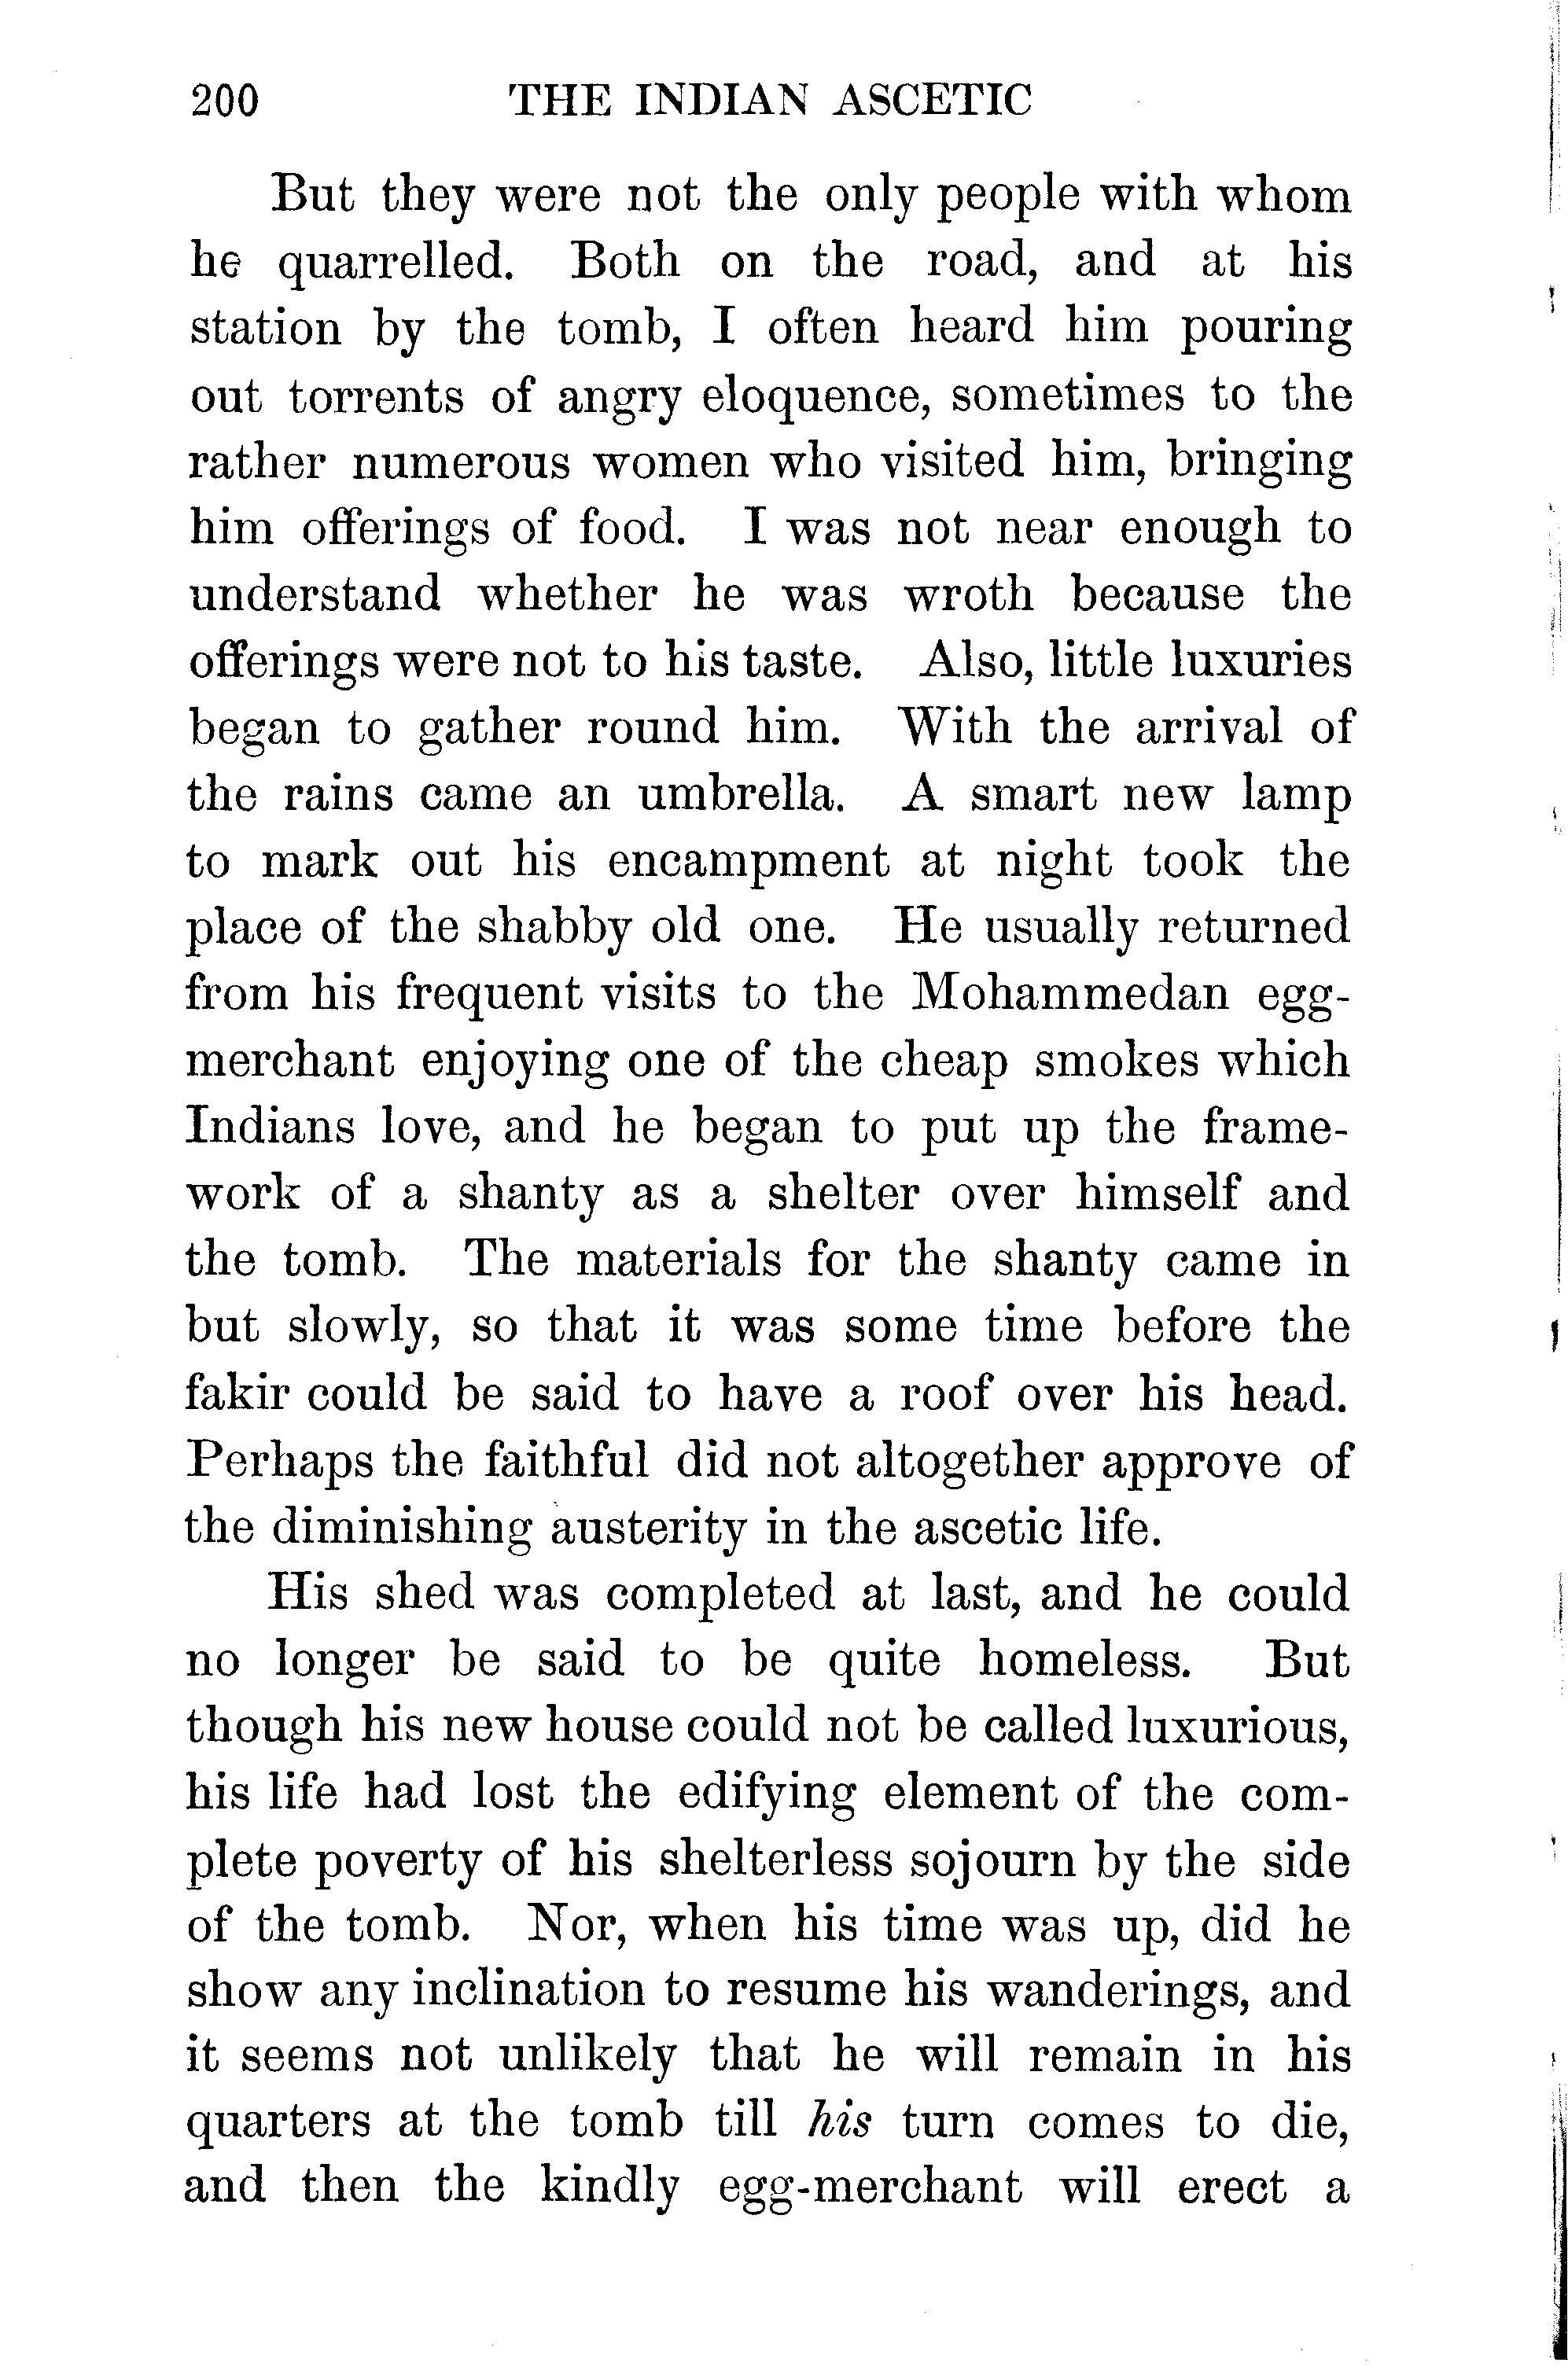 200 THE INDIAN ASCETIC
But they were not the only people with whom
he quarrelled. Both on the road, and at his
station by the tomb, I often heard him pouring
out torrents of angry eloquence, sometimes to the
rather numerous women who visited him, bringing
him offerings of food. I was not near enough to
understand whether he was wroth because the
offerings were not to his taste. Also, little luxuries
began to gather round him. With the arrival of
the rains came an umbrella. A smart new lamp
to mark out his encampment at night took the
place of the shabby old one. He usually returned
from his frequent visits to the Mohammedan egg-
merchant enjoying one of the cheap smokes which
Indians love, and he began to put up the frame-
work of a shanty as a shelter over himself and
the tomb. The materials for the shanty came in
but slowly, so that it was some time before the
fakir could be said to have a roof over his head.
Perhaps the faithful did not altogether approve of
the diminishing austerity in the ascetic life.
His shed was completed at last, and he could
no longer be said to be quite homeless. But
though his new house could not be called luxurious,
his life had lost the edifying element of the com-
plete poverty of his shelterless sojourn by the side
of the tomb. Nor, when his time was up, did he
show any inclination to resume his wanderings, and
it seems not unlikely that he will remain in his
quarters at the tomb till his turn comes to die,
and then the kindly egg-merchant will erect a